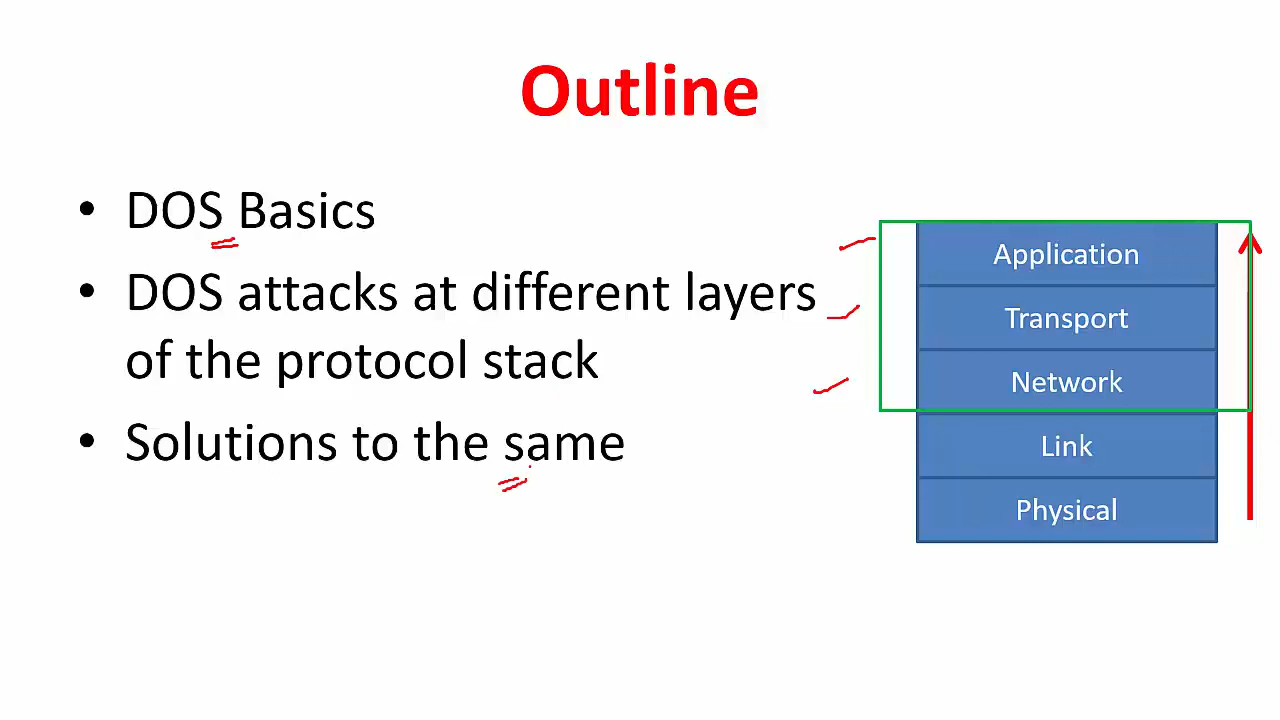 Outline
• DOS Basics
• DOS attacks at different layers
of the protocol stack
• Solutions to the same
Application
Transport
Network
Link
Physical